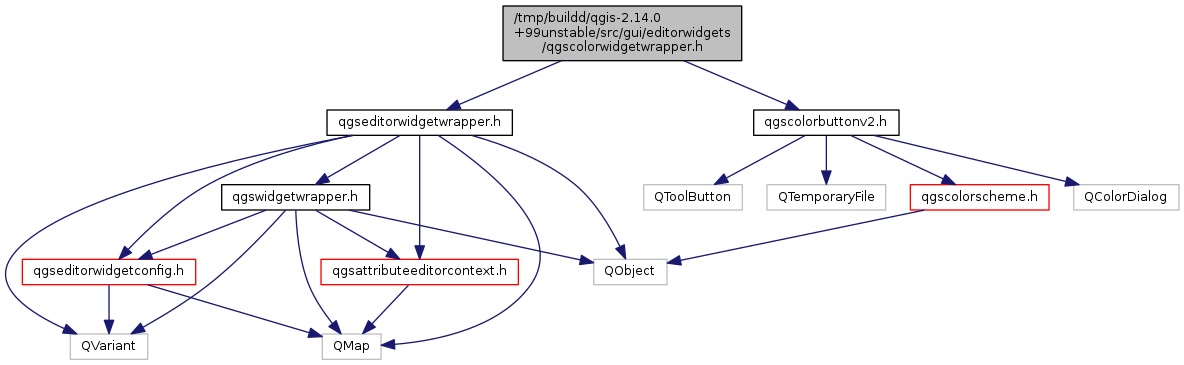 /tmp/buildd/qgis-2.14.0
+99unstable/src/gui/editorwidgets
/qgscolorwidgetwrapper.h
qgseditorwidgetwrapper.h
qgscolorbuttonv2.h
qgswidgetwrapper.h
QToolButton
QTemporaryFile
qgscolorscheme.h
QColorDialog
qgseditorwidgetconfig.h
qgsattributeeditorcontext.h
QObject
QVariant
QMap